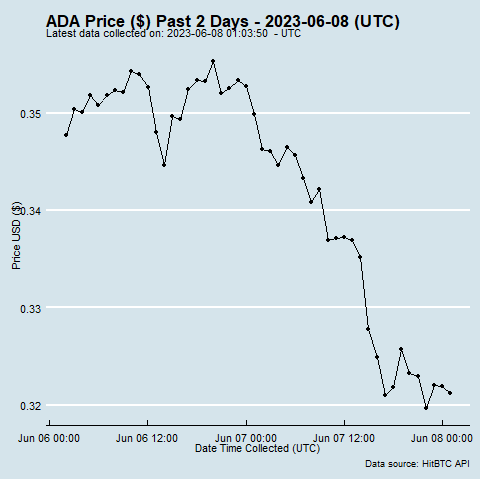 ADA Price ($) Past 2 Days - 2023-06-08 (UTC)
Latest data collected on: 2023-06-08 01:03:50 - UTC
Price USD ($)
0.35
0.34
0.33
0.32
Jun 06 00:00 Jun 06 12:00 Jun 07 00:00 Jun 07 12:00 Jun 08 00:00
Date Time Collected (UTC)
Data source: HitBTC API